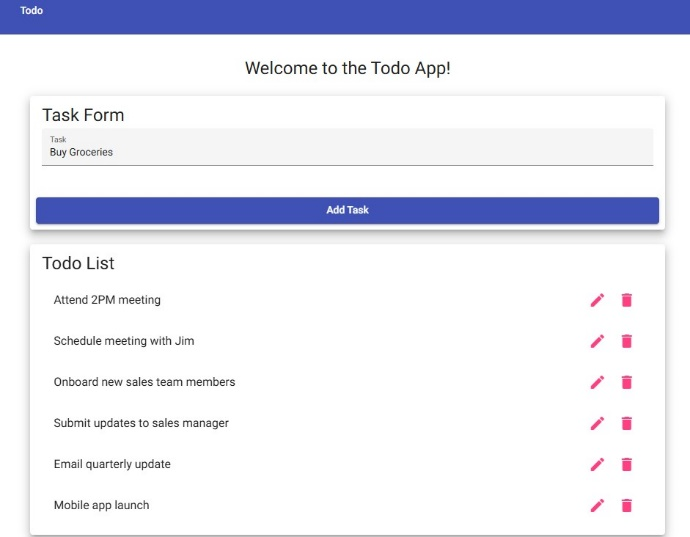 Todo
Welcome to the Todo App!
Task Form
Task
Buy Groceries
Add Task
Todo List
Attend 2PM meeting
Schedule meeting with Jim
Onboard new sales team members
Submit updates to sales manager
Email quarterly update
Mobile app launch